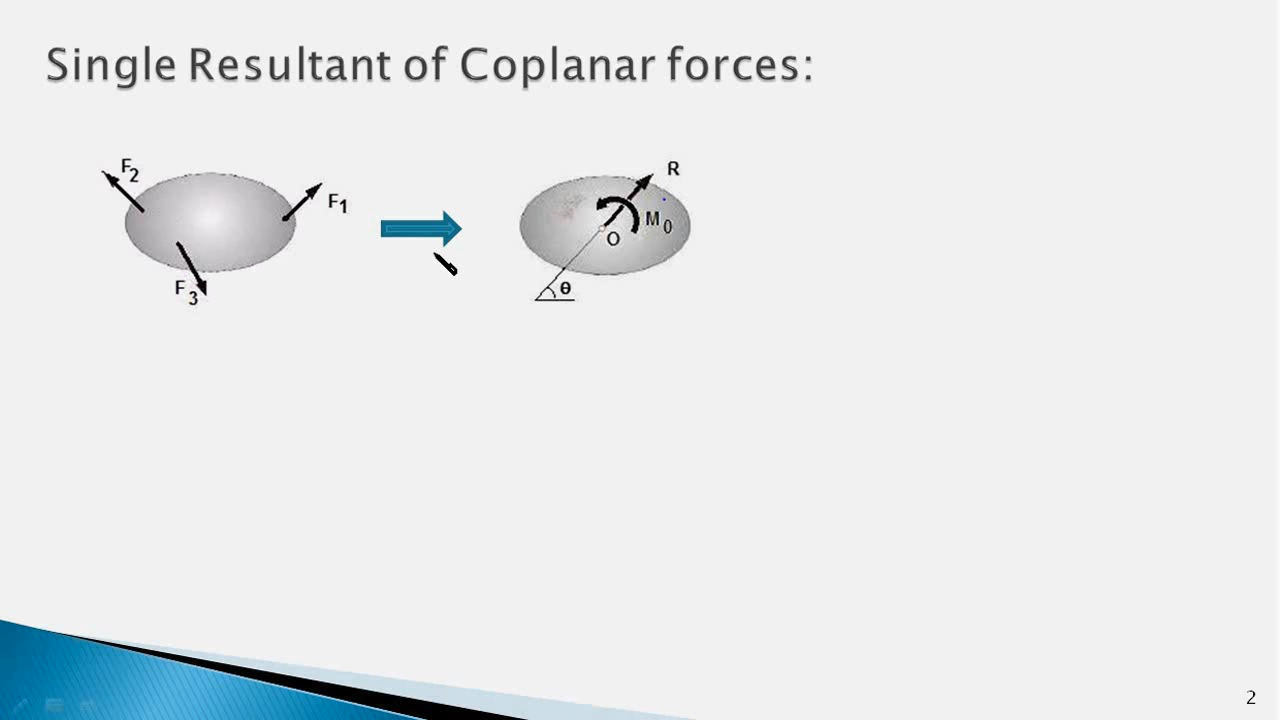 Single Resultant of Coplanar forces:
F2
F1
F3
R
M0
O
θ
2